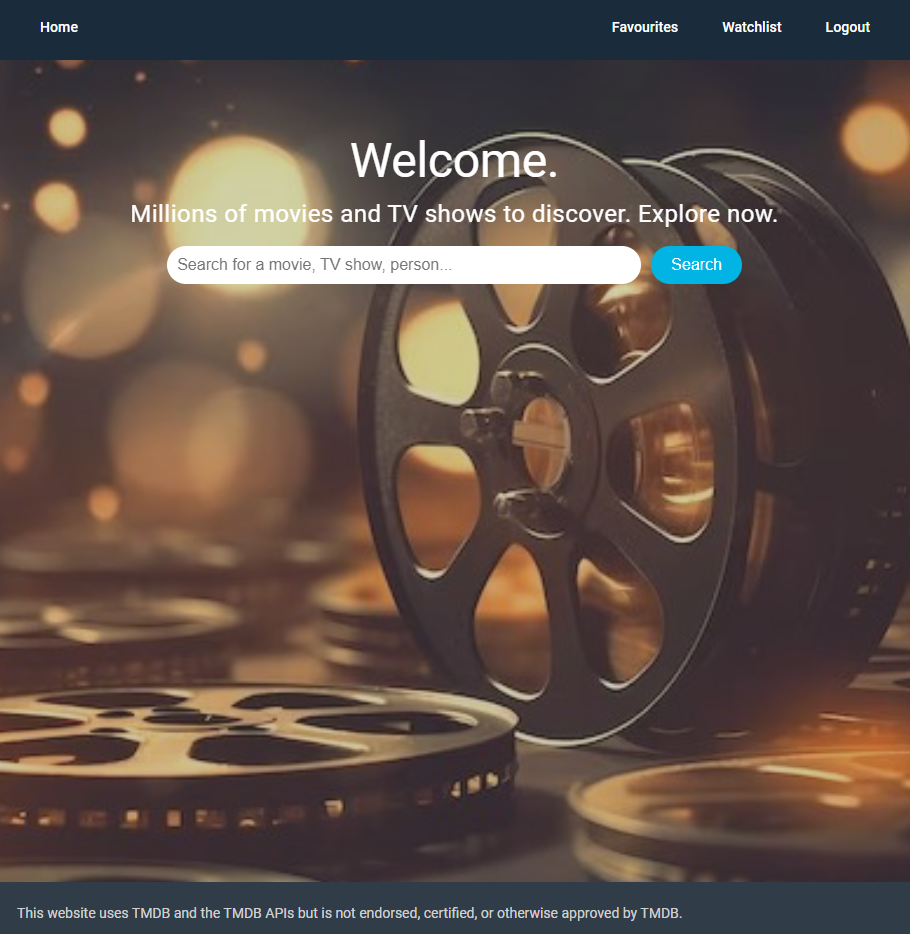 Home
Favourites
Watchlist
Logout
Welcome.
Millions of movies and TV shows to discover. Explore now.
Search for a movie, TV show, person...
Search
This website uses TMDB and the TMDB APIs but is not endorsed, certified, or otherwise approved by TMDB.